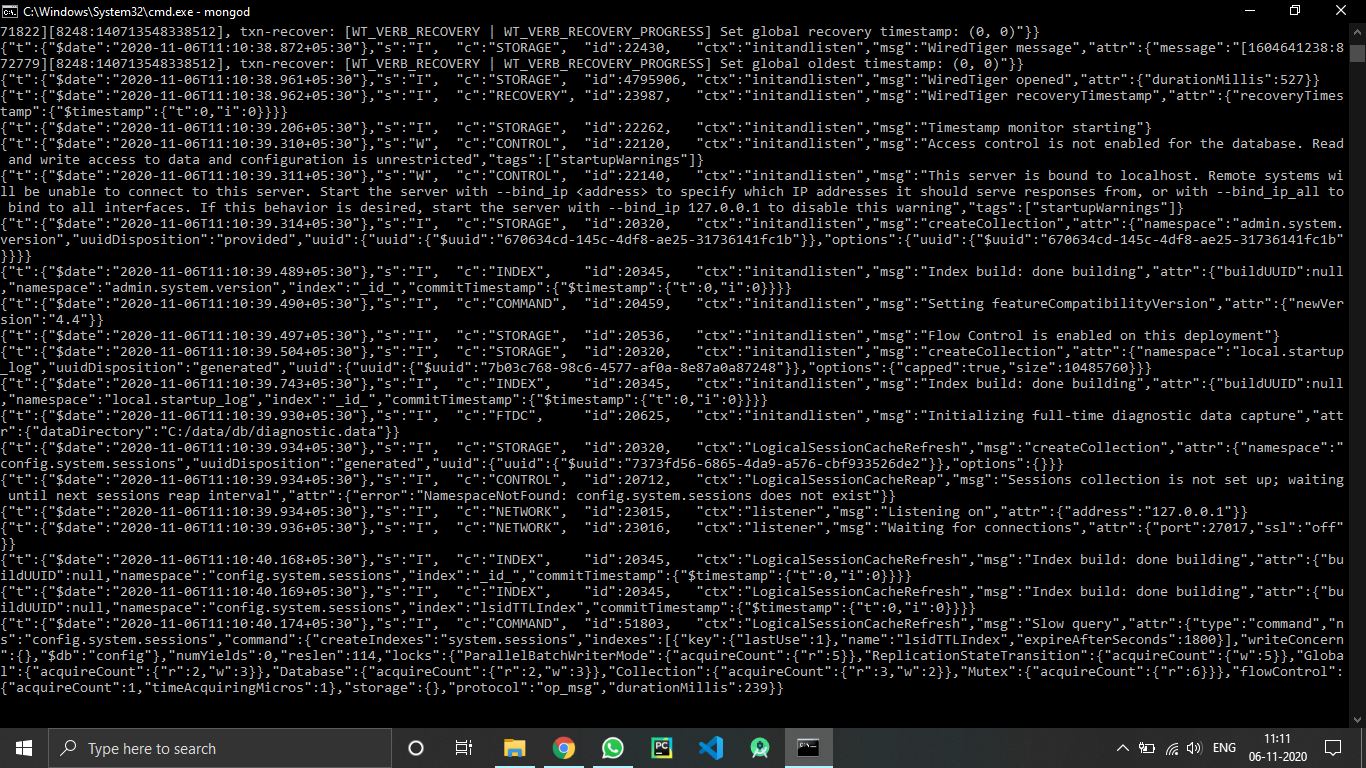 C:\Windows\System32\cmd.exe - mongod
71822][8248:140713548338512], txn-recover: [WT_VERB_RECOVERY | WT_VERB_RECOVERY_PROGRESS] Set global recovery timestamp: (0, 0)"}}
{"t":{"$date":"2020-11-06T11:10:38.872+05:30"},"s":"I", "c":"STORAGE", "id":22430, "ctx":"initandlisten","msg":"WiredTiger message","attr":{"message":"[1604641238:8
72779][8248:140713548338512], txn-recover: [WT_VERB_RECOVERY | WT_VERB_RECOVERY_PROGRESS] Set global oldest timestamp: (0, 0)"}}
{"t":{"$date":"2020-11-06T11:10:38.961+05:30"},"s":"I", "c":"STORAGE", "id":4795906, "ctx":"initandlisten","msg":"WiredTiger opened","attr":{"durationMillis":527}}
{"t":{"$date":"2020-11-06T11:10:38.962+05:30"},"s":"I", "c":"RECOVERY", "id":23987, "ctx":"initandlisten","msg":"WiredTiger recoveryTimestamp","attr":{"recoveryTimes
tamp":{"$timestamp":{"t":0,"i":0}}}}
{"t":{"$date":"2020-11-06T11:10:39.206+05:30"},"s":"I", "c":"STORAGE", "id":22262, "ctx":"initandlisten","msg":"Timestamp monitor starting"}
{"t":{"$date":"2020-11-06T11:10:39.310+05:30"},"s":"W", "c":"CONTROL", "id":22120, "ctx":"initandlisten","msg":"Access control is not enabled for the database. Read
and write access to data and configuration is unrestricted","tags":["startupWarnings"]}
{"t":{"$date":"2020-11-06T11:10:39.311+05:30"},"s":"W", "c":"CONTROL", "id":22140, "ctx":"initandlisten","msg":"This server is bound to localhost. Remote systems wi
ll be unable to connect to this server. Start the server with --bind_ip <address> to specify which IP addresses it should serve responses from, or with --bind_ip_all to
bind to all interfaces. If this behavior is desired, start the server with --bind_ip 127.0.0.1 to disable this warning","tags":["startupWarnings"]}
{"t":{"$date":"2020-11-06T11:10:39.314+05:30"},"s":"I", "c":"STORAGE", "id":20320, "ctx":"initandlisten","msg":"createCollection","attr":{"namespace":"admin.system.
version","uuidDisposition":"provided","uuid":{"uuid":{"$uuid":"670634cd-145c-4df8-ae25-31736141fc1b"}},"options":{"uuid":{"$uuid":"670634cd-145c-4df8-ae25-31736141fc1b"
}}}}
{"t":{"$date":"2020-11-06T11:10:39.489+05:30"},"s":"I", "c":"INDEX", "id":20345, "ctx":"initandlisten","msg":"Index build: done building","attr":{"buildUUID":null
,"namespace":"admin.system.version","index":"_id_","commitTimestamp":{"$timestamp":{"t":0,"i":0}}}}
{"t":{"$date":"2020-11-06T11:10:39.490+05:30"},"s":"I", "c":"COMMAND", "id":20459, "ctx":"initandlisten","msg":"Setting featureCompatibilityVersion","attr":{"newVer
sion":"4.4"}}
{"t":{"$date":"2020-11-06T11:10:39.497+05:30"},"s":"I", "c":"STORAGE", "id":20536, "ctx":"initandlisten","msg":"Flow Control is enabled on this deployment"}
{"t":{"$date":"2020-11-06T11:10:39.504+05:30"},"s":"I", "c":"STORAGE", "id":20320, "ctx":"initandlisten","msg":"createCollection","attr":{"namespace":"local.startup
_log","uuidDisposition":"generated","uuid":{"uuid":{"$uuid":"7b03c768-98c6-4577-af0a-8e87a0a87248"}},"options":{"capped":true,"size":10485760}}}
{"t":{"$date":"2020-11-06T11:10:39.743+05:30"},"s":"I", "c":"INDEX", "id":20345, "ctx":"initandlisten","msg":"Index build: done building","attr":{"buildUUID":null
,"namespace":"local.startup_log","index":"_id_","commitTimestamp":{"$timestamp":{"t":0,"i":0}}}}
{"t":{"$date":"2020-11-06T11:10:39.930+05:30"},"s":"I", "c":"FTDC", "id":20625, "ctx":"initandlisten","msg":"Initializing full-time diagnostic data capture","att
r":{"dataDirectory":"C:/data/db/diagnostic.data"}}
{"t":{"$date":"2020-11-06T11:10:39.934+05:30"},"s":"I", "c":"STORAGE", "id":20320, "ctx":"LogicalSessionCacheRefresh","msg":"createCollection","attr":{"namespace":"
config.system.sessions","uuidDisposition":"generated","uuid":{"uuid":{"$uuid":"7373fd56-6865-4da9-a576-cbf933526de2"}},"options":{}}}
{"t":{"$date":"2020-11-06T11:10:39.934+05:30"},"s":"I", "c":"CONTROL", "id":20712, "ctx":"LogicalSessionCacheReap","msg":"Sessions collection is not set up; waiting
until next sessions reap interval","attr":{"error":"NamespaceNotFound: config.system.sessions does not exist"}}
{"t":{"$date":"2020-11-06T11:10:39.934+05:30"},"s":"I", "c":"NETWORK", "id":23015, "ctx":"listener","msg":"Listening on","attr":{"address":"127.0.0.1"}}
{"t":{"$date":"2020-11-06T11:10:39.936+05:30"},"s":"I", "c":"NETWORK", "id":23016, "ctx":"listener","msg":"Waiting for connections","attr":{"port":27017,"ssl":"off"
}}
{"t":{"$date":"2020-11-06T11:10:40.168+05:30"},"s":"I", "c":"INDEX", "id":20345, "ctx":"LogicalSessionCacheRefresh","msg":"Index build: done building","attr":{"bu
ildUUID":null,"namespace":"config.system.sessions","index":"_id_","commitTimestamp":{"$timestamp":{"t":0,"i":0}}}}
{"t":{"$date":"2020-11-06T11:10:40.169+05:30"},"s":"I", "c":"INDEX", "id":20345, "ctx":"LogicalSessionCacheRefresh","msg":"Index build: done building","attr":{"bu
ildUUID":null,"namespace":"config.system.sessions","index":"lsidTTLIndex","commitTimestamp":{"$timestamp":{"t":0,"i":0}}}}
{"t":{"$date":"2020-11-06T11:10:40.174+05:30"},"s":"I", "c":"COMMAND", "id":51803, "ctx":"LogicalSessionCacheRefresh","msg":"Slow query","attr":{"type":"command","n
s":"config.system.sessions","command":{"createIndexes":"system.sessions","indexes":[{"key":{"lastUse":1},"name":"lsidTTLIndex","expireAfterSeconds":1800}],"writeConcern
":{},"$db":"config"},"numYields":0,"reslen":114,"locks":{"ParallelBatchWriterMode":{"acquireCount":{"r":5}},"ReplicationStateTransition":{"acquireCount":{"w":5}},"Globa
l":{"acquireCount":{"r":2,"w":3}},"Database":{"acquireCount":{"r":2,"w":3}},"Collection":{"acquireCount":{"r":3,"w":2}},"Mutex":{"acquireCount":{"r":6}}},"flowControl":
{"acquireCount":1,"timeAcquiringMicros":1},"storage":{},"protocol":"op_msg","durationMillis":239}}
Type here to search
ENG
11:11
06-11-2020